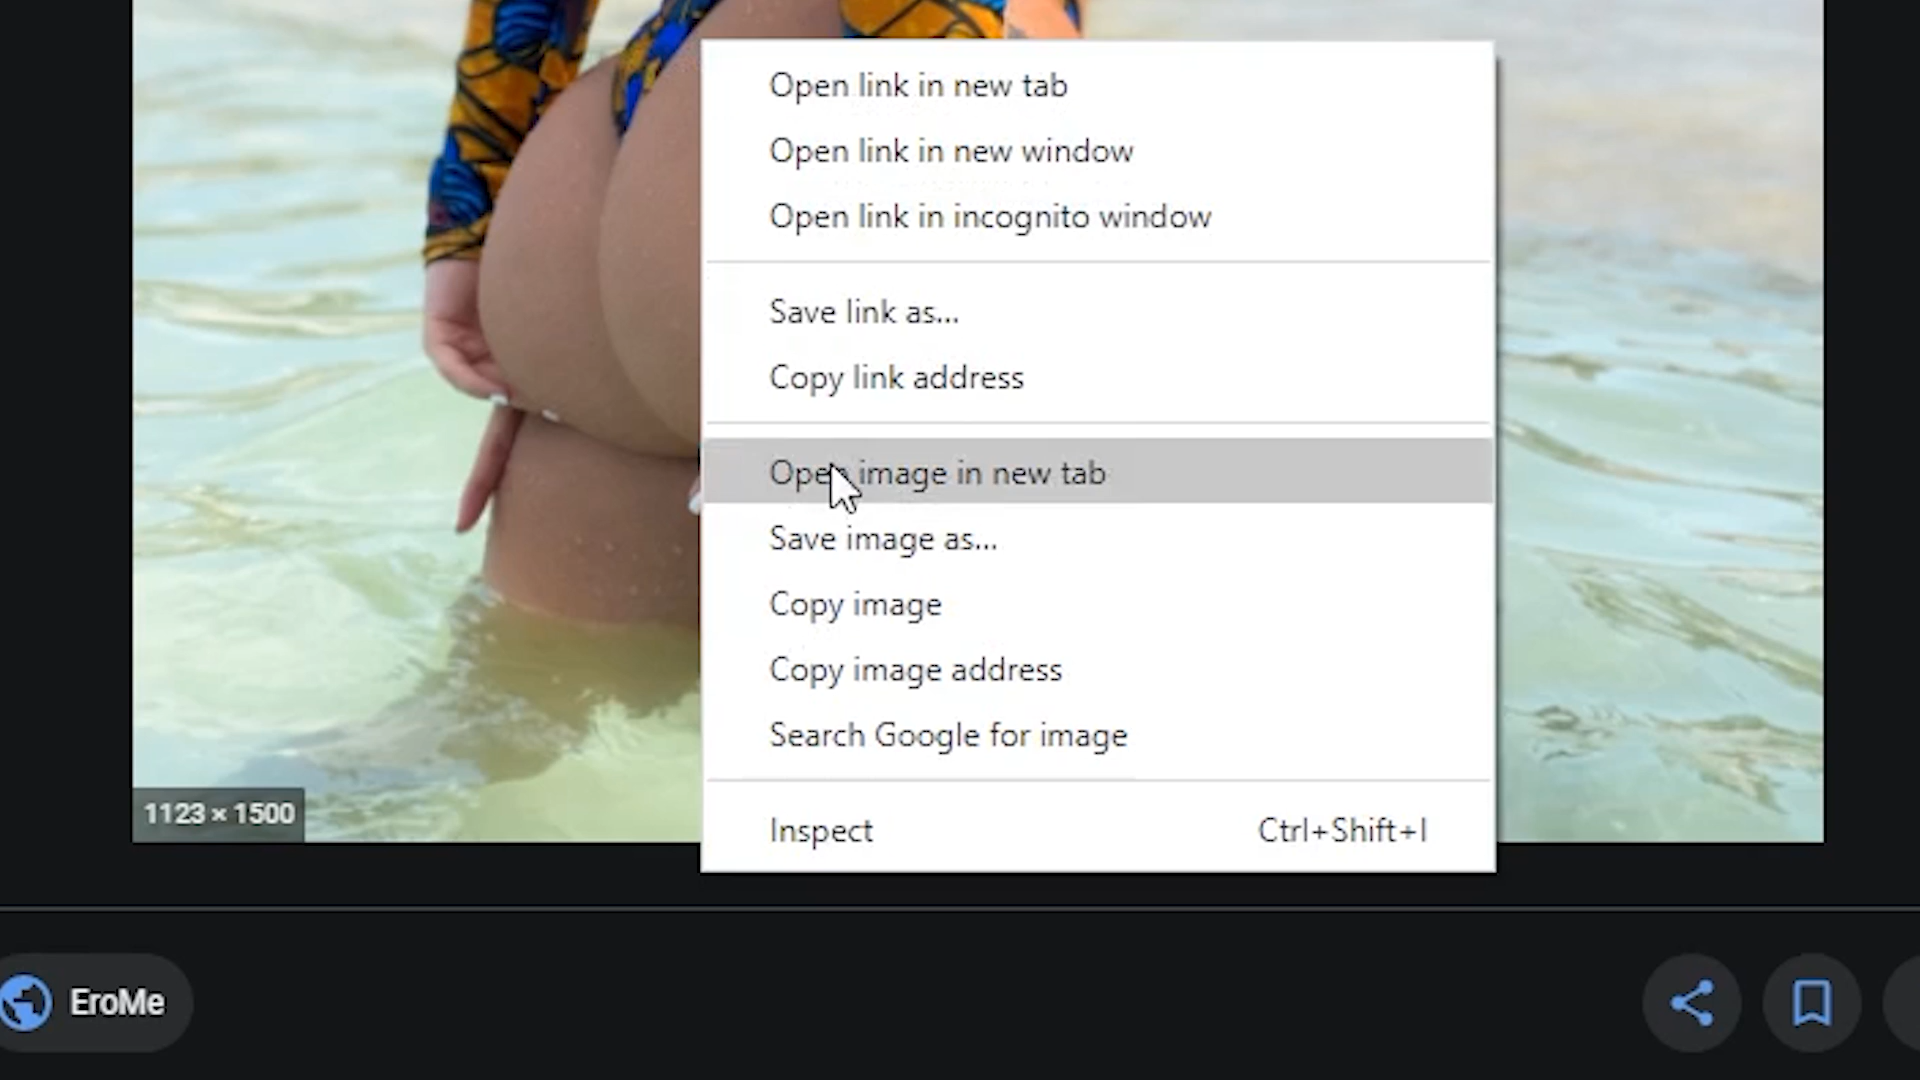 Open link in new tab
Open link in new window
Open link in incognito window
Save link as...
Copy link address
Open image in new tab
Save image as...
Copy image
Copy image address
Search Google for image
Inspect Ctrl+Shift+I
1123 × 1500
EroMe